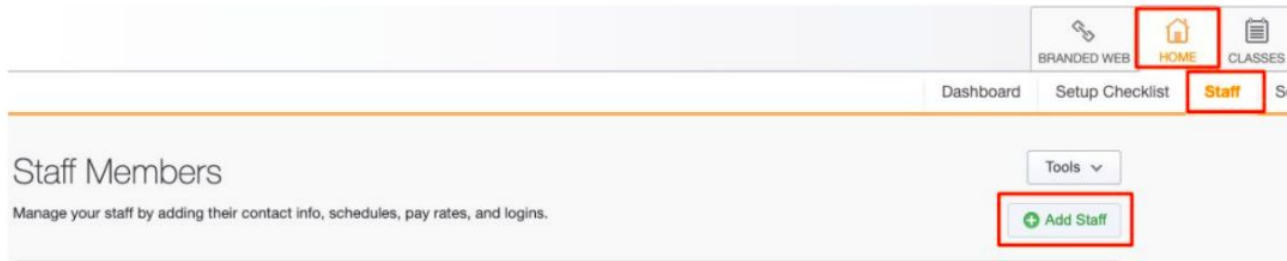 BRANDED WEB HOME CLASSES
Dashboard Setup Checklist Staff
Staff Members
Tools
Manage your staff by adding their contact info, schedules, pay rates, and logins.
Add Staff